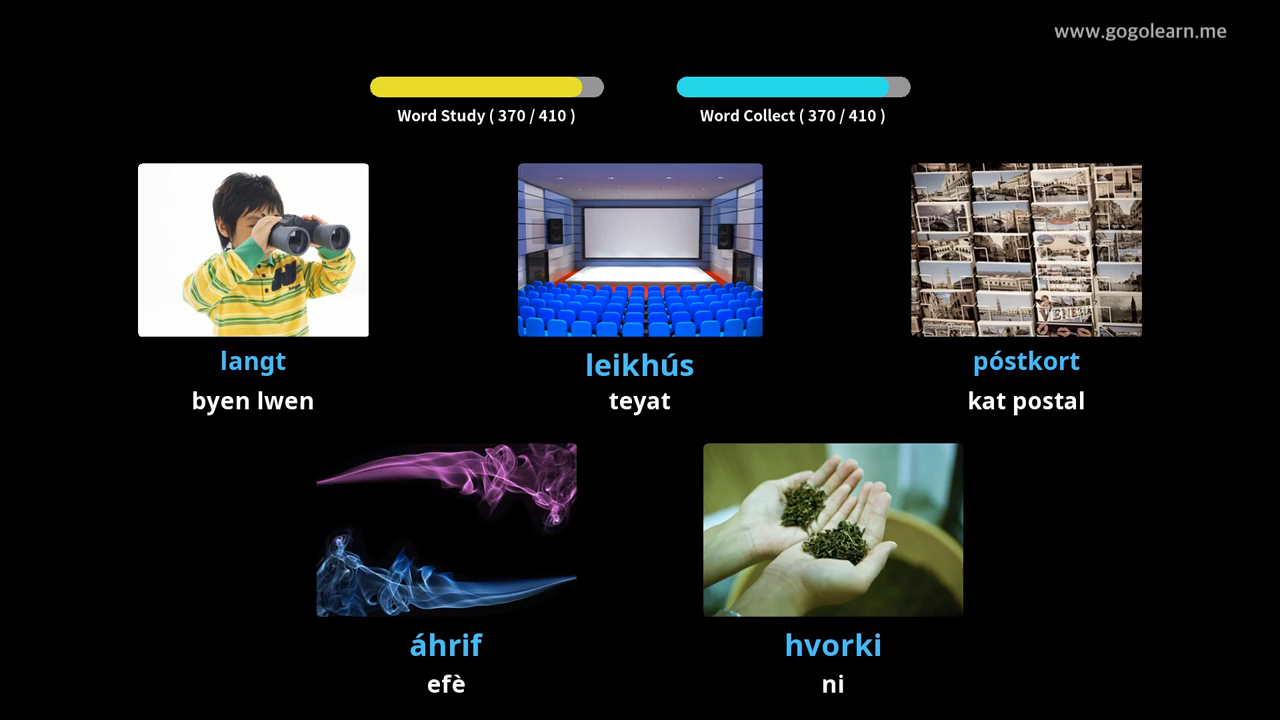 www.gogolearn.me
Word Study ( 370 / 410 )
Word Collect ( 370 / 410 )
langt
byen lwen
leikhús
teyat
póstkort
kat postal
áhrif
efè
hvorki
ni